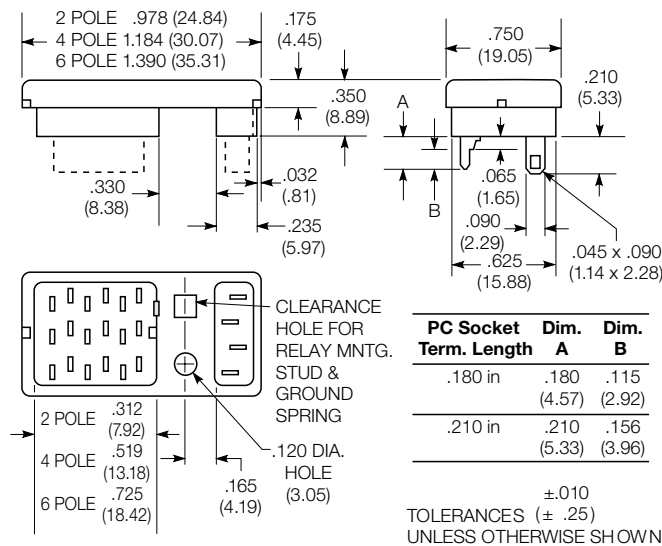 2 POLE .978 (24.84)
4 POLE 1.184 (30.07)
6 POLE 1.390 (35.31)
.175
(4.45)
.350
(8.89)
.330
(8.38)
.032
(.81)
.235
(5.97)
.750
(19.05)
.210
(5.33)
A
B
.065
(1.65)
.090
(2.29)
.625
(15.88)
.045 x .090
(1.14 x 2.28)
CLEARANCE
HOLE FOR
RELAY MNTG.
STUD &
GROUND
SPRING
2 POLE .312
(7.92)
4 POLE .519
(13.18)
6 POLE .725
(18.42)
.165
(4.19)
.120 DIA.
HOLE
(3.05)
PC Socket Dim. Dim.
Term. Length A B
.180 in .180 .115
(4.57) (2.92)
.210 in .210 .156
(5.33) (3.96)
±.010
TOLERANCES (± .25)
UNLESS OTHERWISE SHOWN